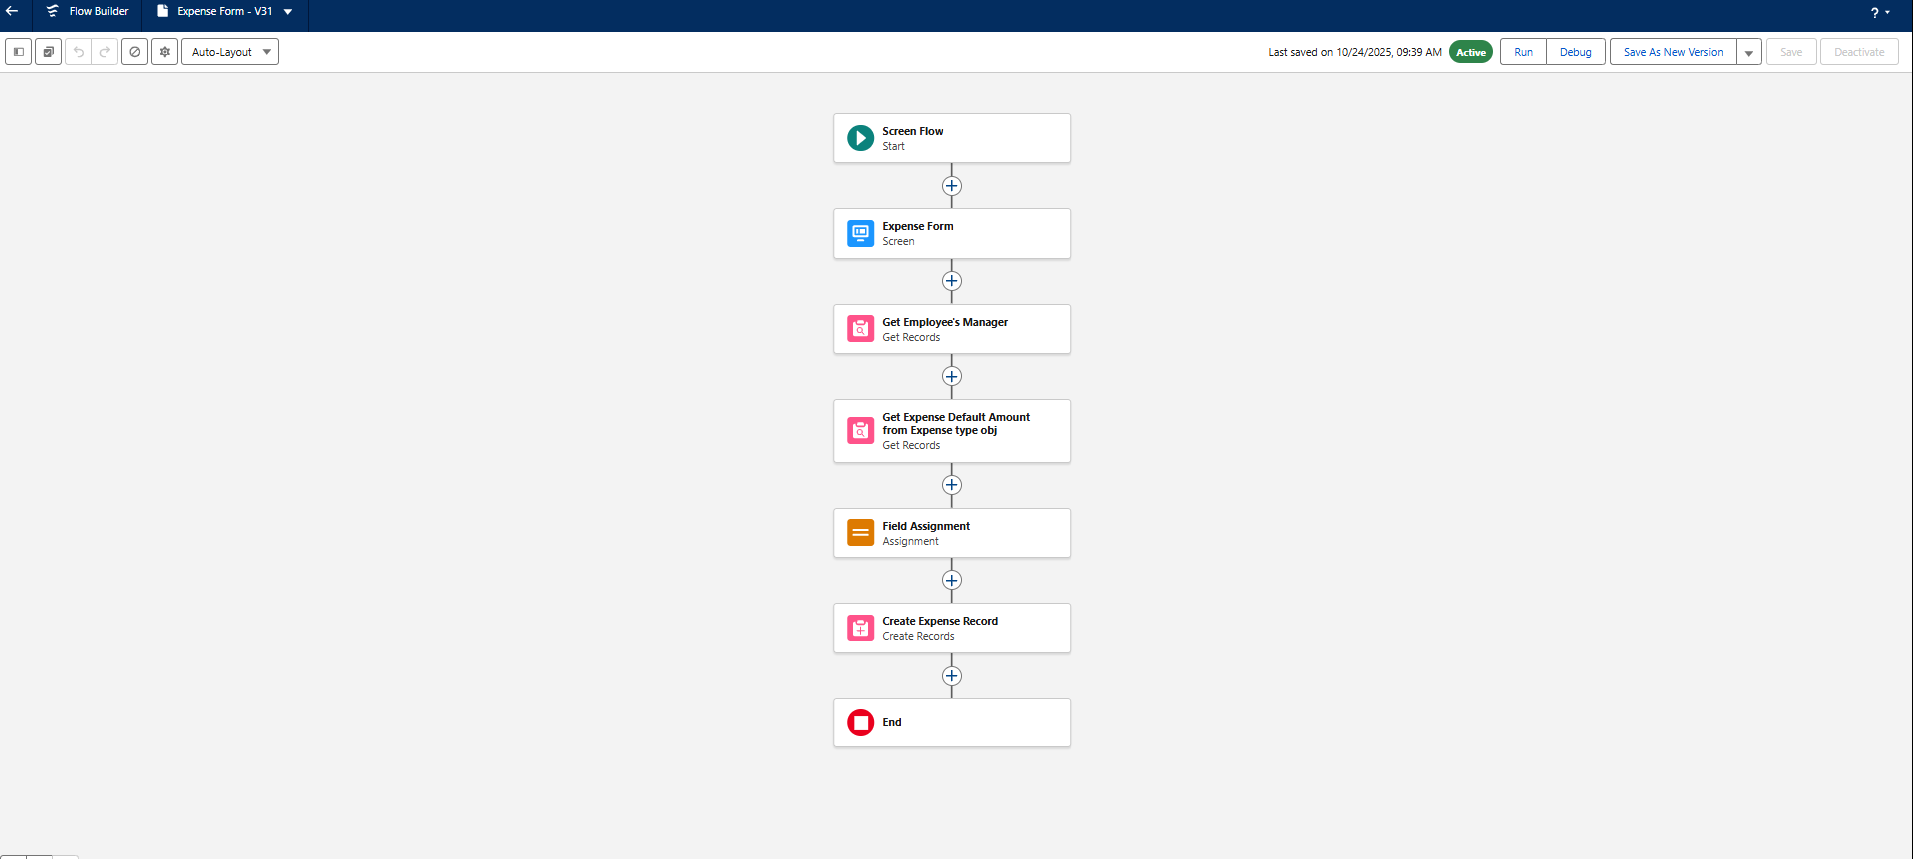 Flow Builder
Expense Form - V31
?
Auto-Layout
Last saved on 10/24/2025, 09:39 AM
Active
Run
Debug
Save As New Version
Save
Deactivate
Screen Flow
Start
Expense Form
Screen
Get Employee's Manager
Get Records
Get Expense Default Amount
from Expense type obj
Get Records
Field Assignment
Assignment
Create Expense Record
Create Records
End